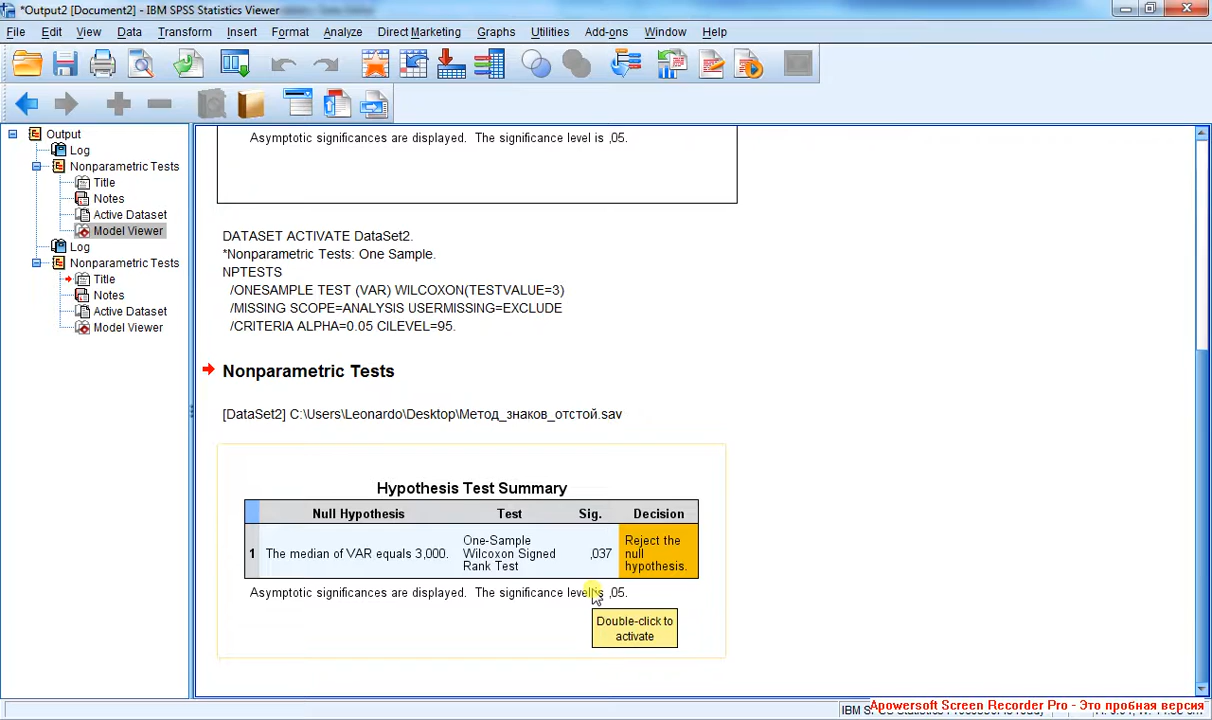 *Output2 [Document2] - IBM SPSS Statistics Viewer
File Edit View Data Transform Insert Format Analyze Direct Marketing Graphs Utilities Add-ons Window Help
Output
Log
Nonparametric Tests
Title
Notes
Active Dataset
Model Viewer
Log
Nonparametric Tests
Title
Notes
Active Dataset
Model Viewer
Asymptotic significances are displayed. The significance level is ,05.
DATASET ACTIVATE DataSet2.
*Nonparametric Tests: One Sample.
NPTESTS
/ONESAMPLE TEST (VAR) WILCOXON(TESTVALUE=3)
/MISSING SCOPE=ANALYSIS USERMISSING=EXCLUDE
/CRITERIA ALPHA=0.05 CILEVEL=95.
Nonparametric Tests
[DataSet2] C:\Users\Leonardo\Desktop\Метод_знаков_отстой.sav
Hypothesis Test Summary
Null Hypothesis Test Sig. Decision
1 The median of VAR equals 3,000.
One-Sample
Wilcoxon Signed
Rank Test
,037
Reject the
null
hypothesis.
Asymptotic significances are displayed. The significance level is ,05.
Double-click to
activate
Apowersoft Screen Recorder Pro - Это пробная версия